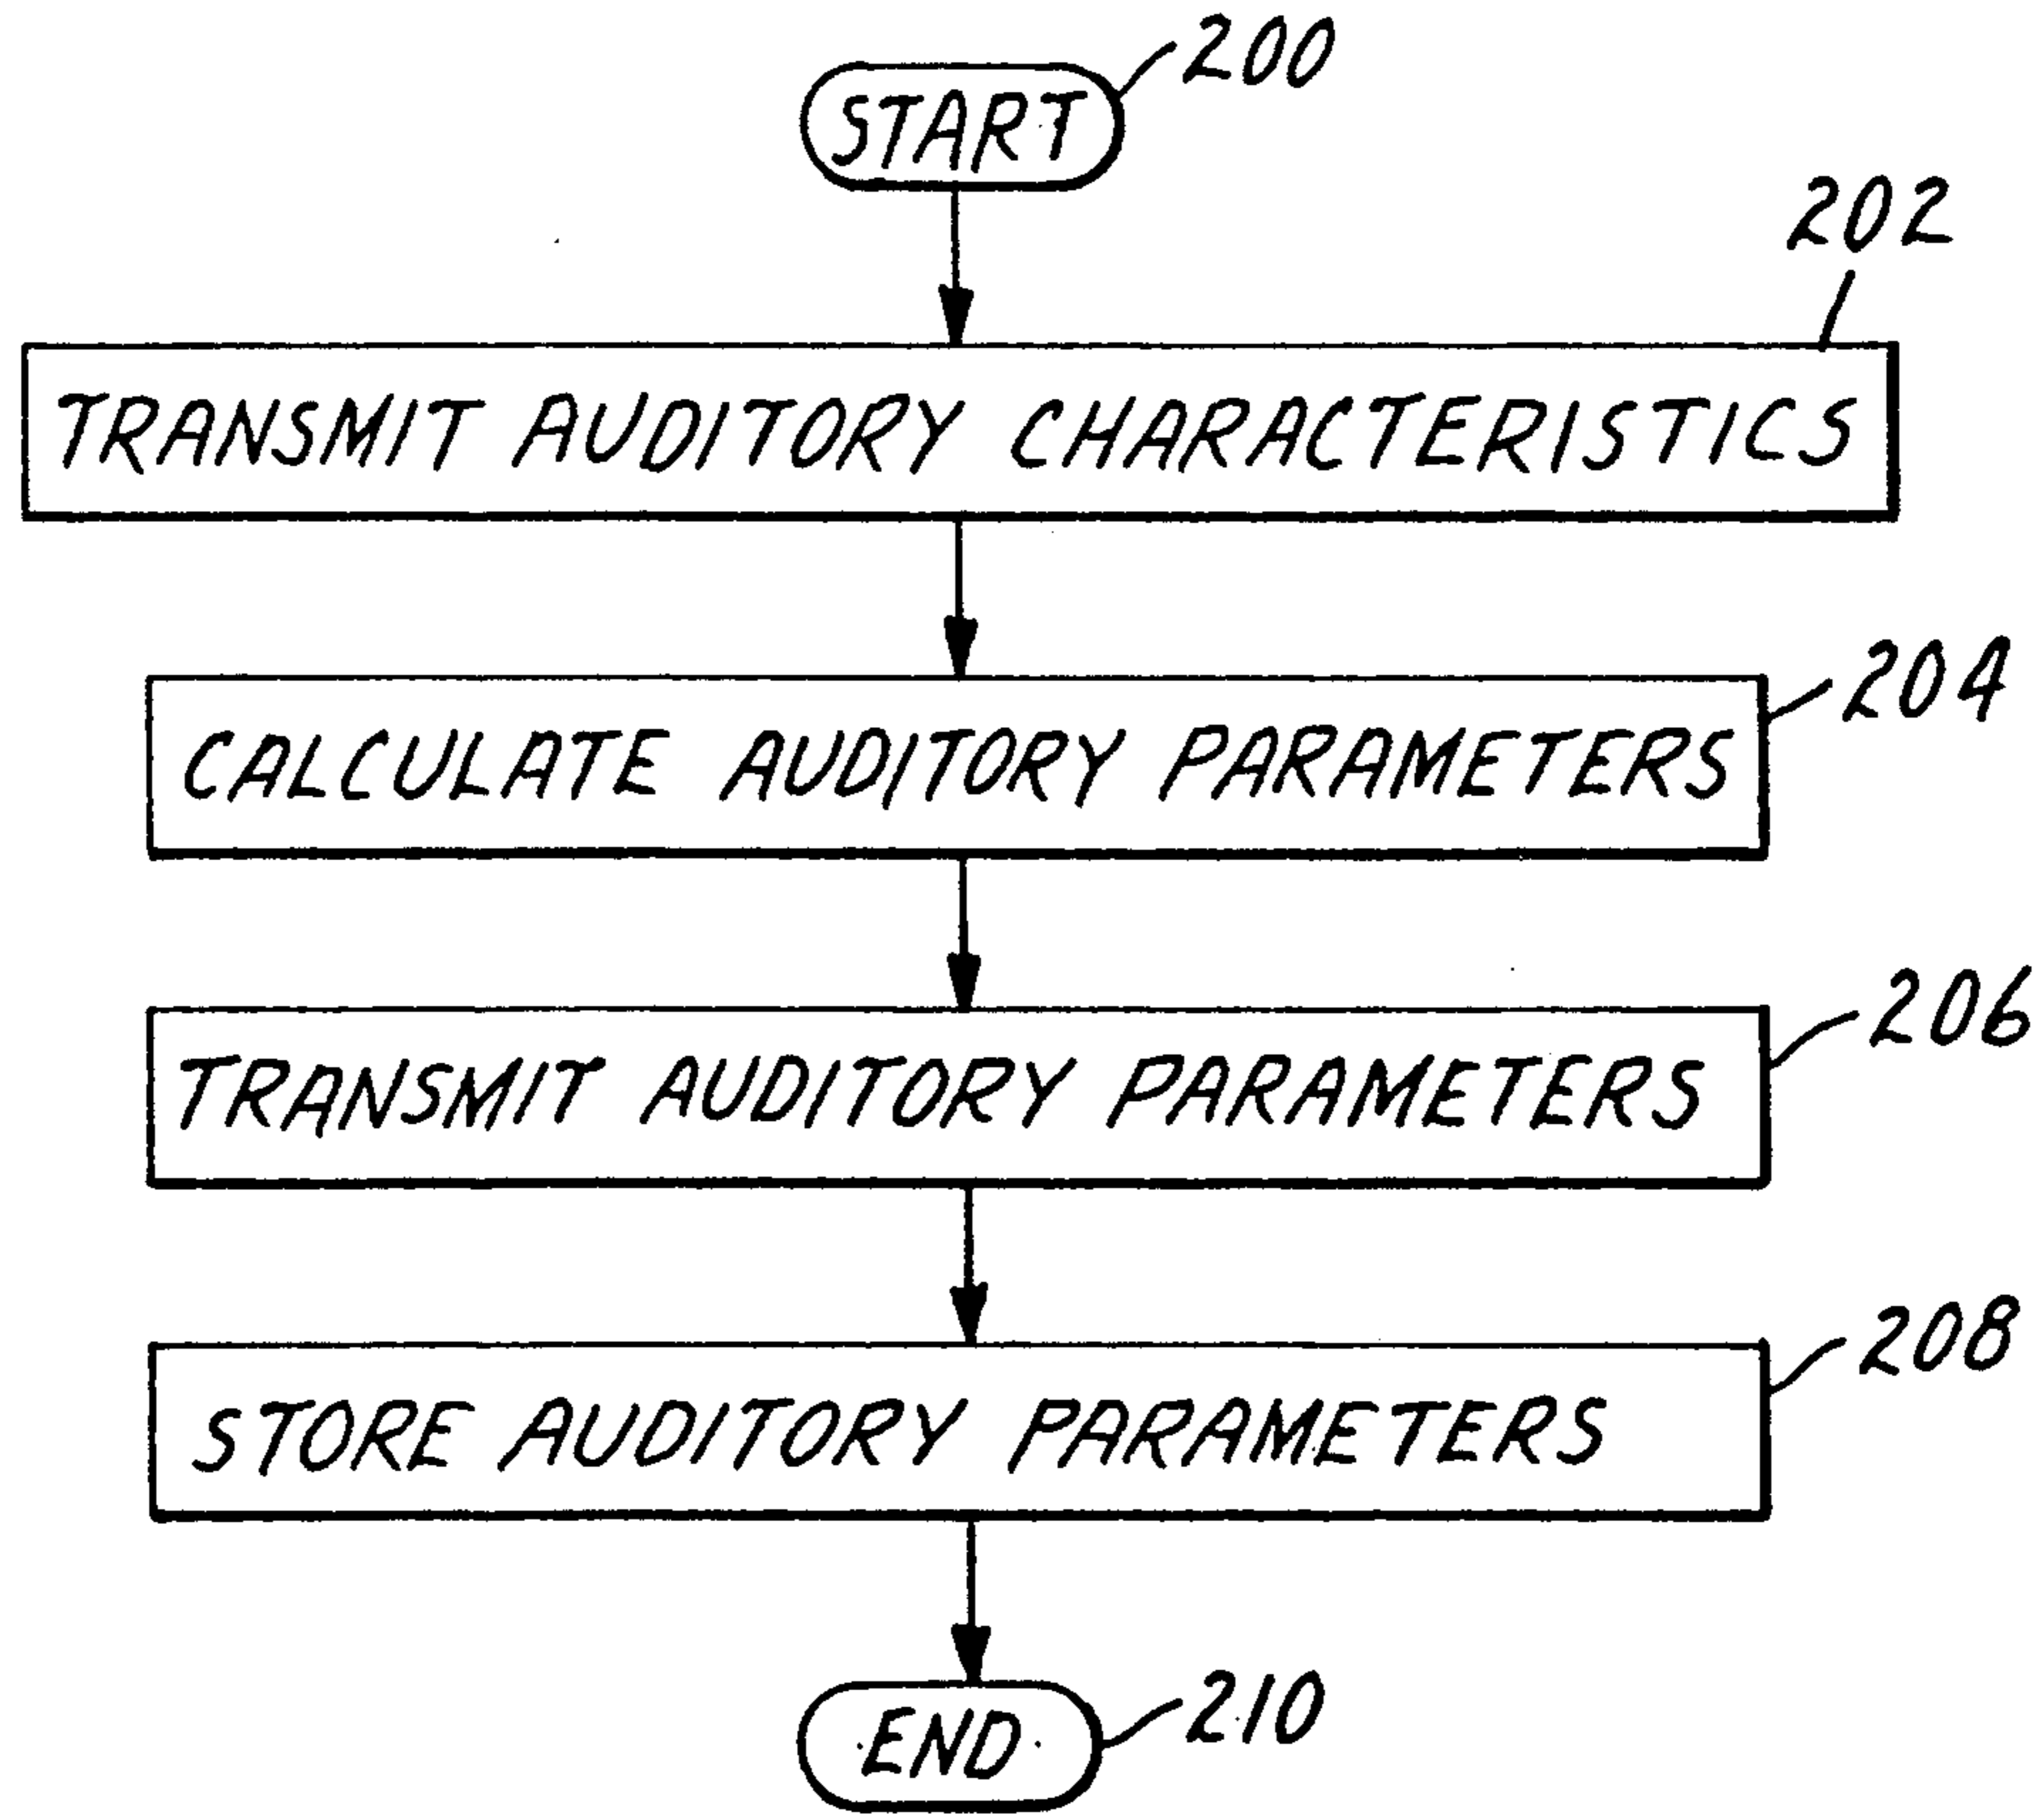 200
START
202
TRANSMIT AUDITORY CHARACTERISTICS
204
CALCULATE AUDITORY PARAMETERS
206
TRANSMIT AUDITORY PARAMETERS
208
STORE AUDITORY PARAMETERS
END
210